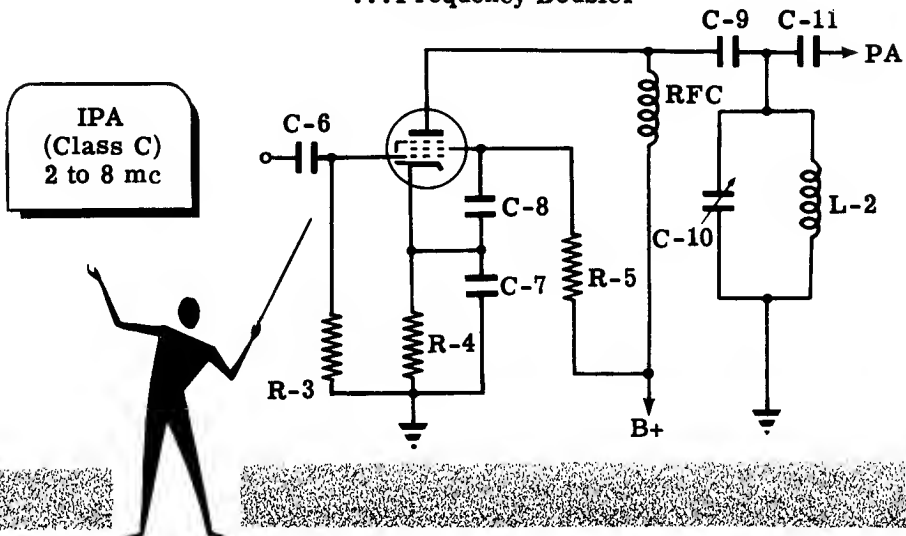 ...Frequency Doubler
C-9 C-11
PA
RFC
IPA
(Class C)
2 to 8 mc
C-6
C-8
C-10
L-2
C-7
R-5
R-4
R-3
B+